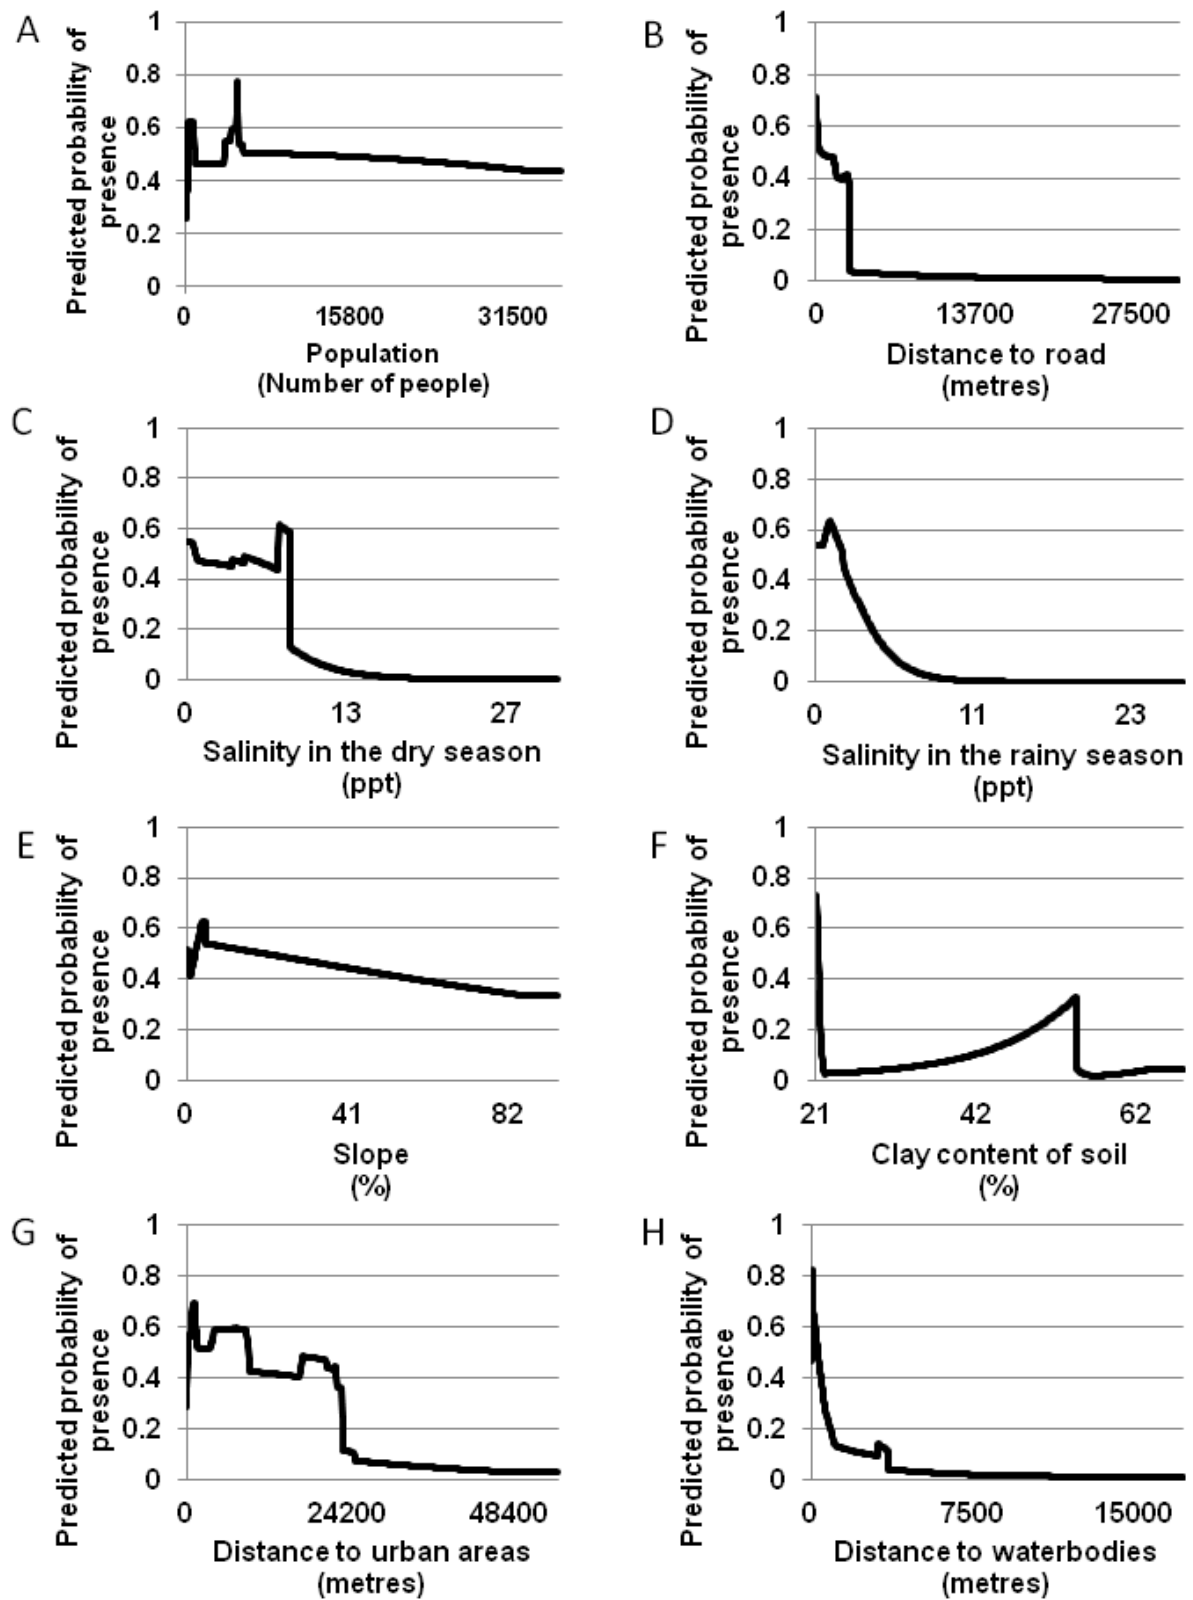 A
Predicted probability of
presence
1
0.8
0.6
0.4
0.2
0
0 15800 31500
Population
(Number of people)
B
Predicted probability of
presence
1
0.8
0.6
0.4
0.2
0
0 13700 27500
Distance to road
(metres)
C
Predicted probability of
presence
1
0.8
0.6
0.4
0.2
0
0 13 27
Salinity in the dry season
(ppt)
D
Predicted probability of
presence
1
0.8
0.6
0.4
0.2
0
0 11 23
Salinity in the rainy season
(ppt)
E
Predicted probability of
presence
1
0.8
0.6
0.4
0.2
0
0 41 82
Slope
(%)
F
Predicted probability of
presence
1
0.8
0.6
0.4
0.2
0
21 42 62
Clay content of soil
(%)
G
Predicted probability of
presence
1
0.8
0.6
0.4
0.2
0
0 24200 48400
Distance to urban areas
(metres)
H
Predicted probability of
presence
1
0.8
0.6
0.4
0.2
0
0 7500 15000
Distance to waterbodies
(metres)